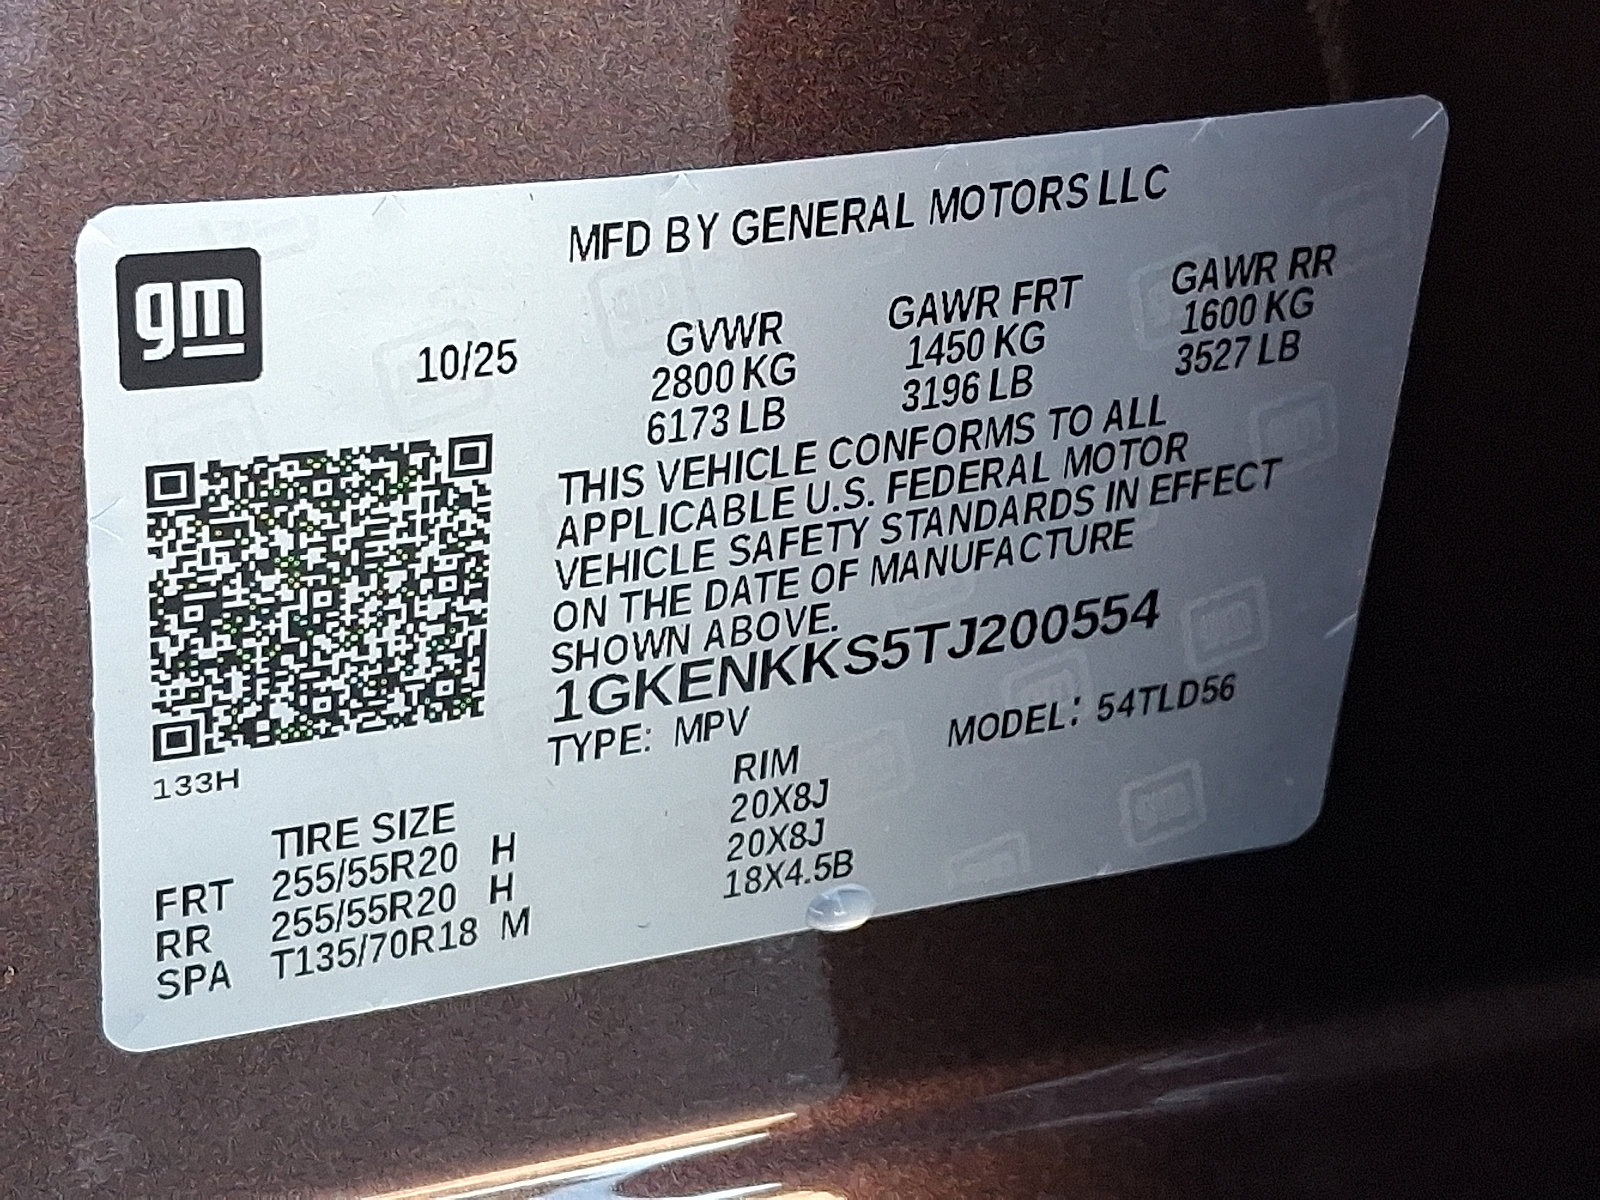 gm
MFD BY GENERAL MOTORS LLC
10/25
GVWR
2800 KG
6173 LB
GAWR FRT
1450 KG
3196 LB
GAWR RR
1600 KG
3527 LB
THIS VEHICLE CONFORMS TO ALL
APPLICABLE U.S. FEDERAL MOTOR
VEHICLE SAFETY STANDARDS IN EFFECT
ON THE DATE OF MANUFACTURE
SHOWN ABOVE.
1GKENKKS5TJ200554
TYPE: MPV
MODEL: 54TLD56
133H
TIRE SIZE
RIM
FRT 255/55R20 H 20X8J
RR 255/55R20 H 20X8J
SPA T135/70R18 M 18X4.5B